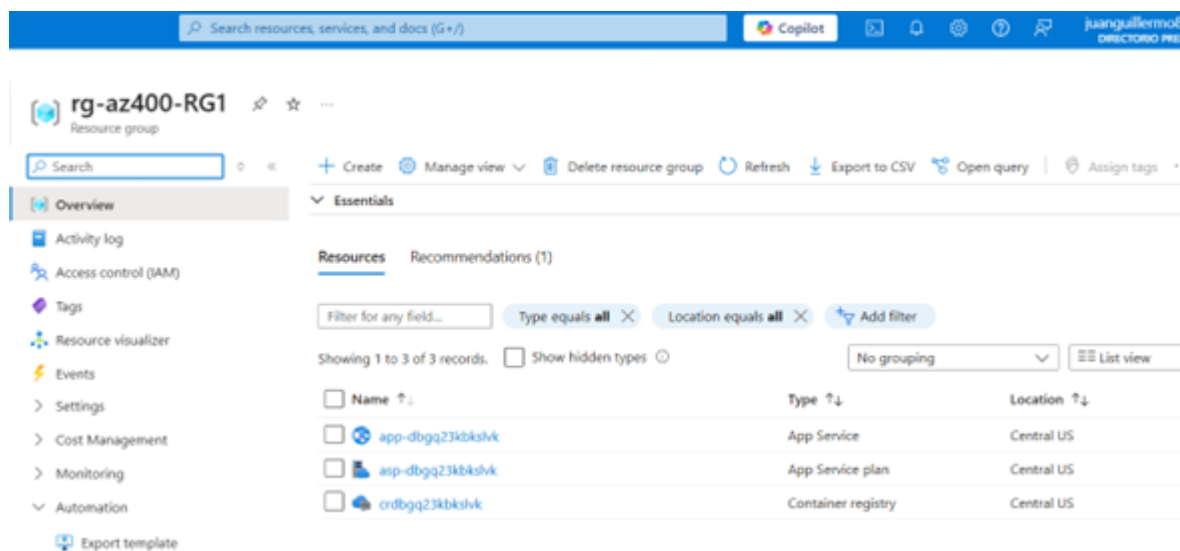 Search resources, services, and docs (G+/)
Copilot
juanguillermo
DIRECTORIO
rg-az400-RG1
Resource group
Search
Create
Manage view
Delete resource group
Refresh
Export to CSV
Open query
Assign tags
Overview
Essentials
Activity log
Access control (IAM)
Resources
Recommendations (1)
Tags
Filter for any field...
Type equals all
Location equals all
Add filter
Resource visualizer
Showing 1 to 3 of 3 records.
Show hidden types
No grouping
List view
Events
Settings
Name
Type
Location
Cost Management
app-dbgq23kbkslvk
App Service
Central US
Monitoring
asp-dbgq23kbkslvk
App Service plan
Central US
Automation
crdbgq23kbkslvk
Container registry
Central US
Export template